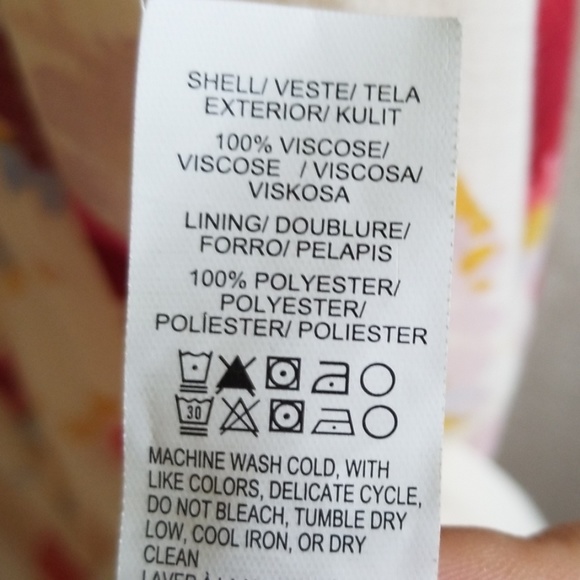 SHELL/ VESTE/ TELA
EXTERIOR/ KULIT
100% VISCOSE/
VISCOSE / VISCOSA/
VISKOSA
LINING/ DOUBLURE/
FORRO/ PELAPIS
100% POLYESTER/
POLYESTER/
POLÍESTER/ POLIESTER
30
MACHINE WASH COLD, WITH
LIKE COLORS, DELICATE CYCLE,
DO NOT BLEACH, TUMBLE DRY
LOW, COOL IRON, OR DRY
CLEAN
LAVER À